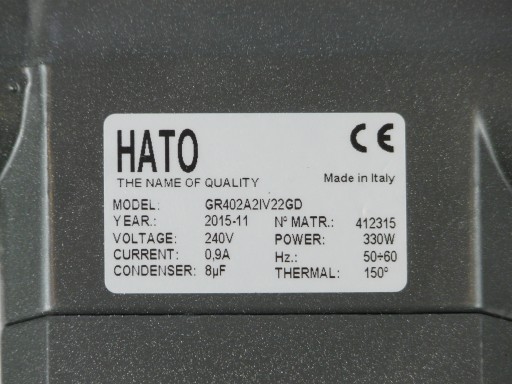 HATO
CE
THE NAME OF QUALITY Made in Italy
MODEL: GR402A2IV22GD
YEAR.: 2015-11 N° MATR.: 412315
VOLTAGE: 240V POWER: 330W
CURRENT: 0,9A Hz.: 50÷60
CONDENSER: 8µF THERMAL: 150°